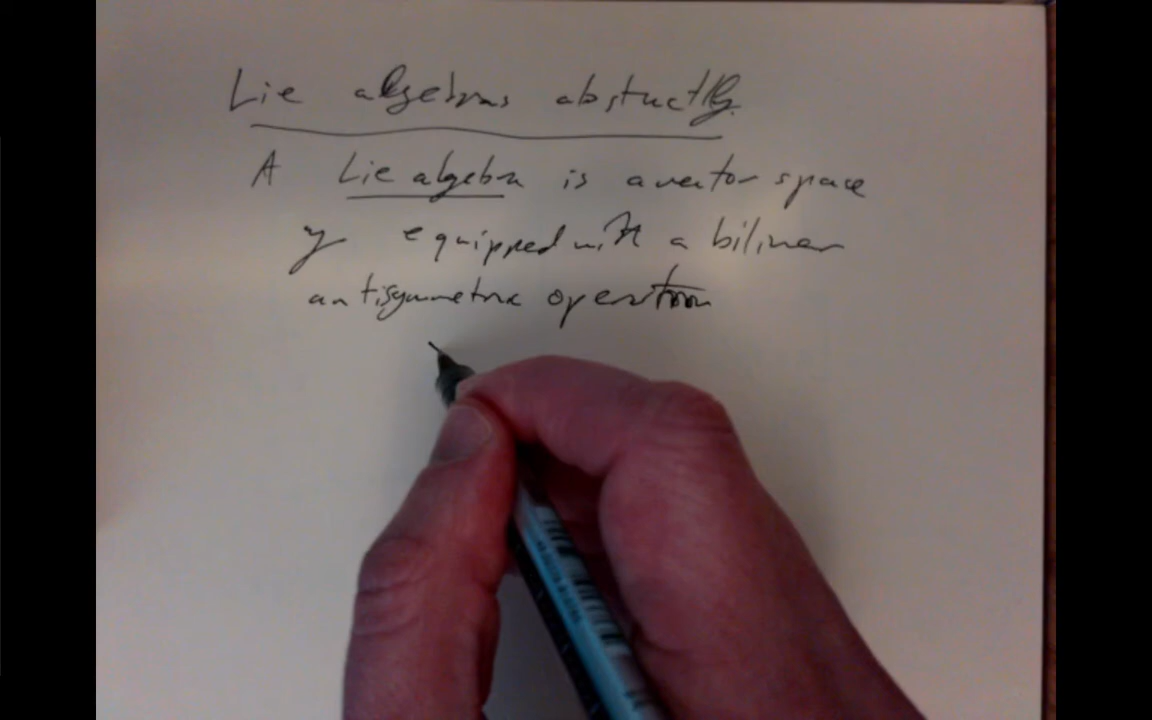 Lie algebras abstractly.
A Lie algebra is a vector space
𝔤 equipped with a bilinear
antisymmetric operation